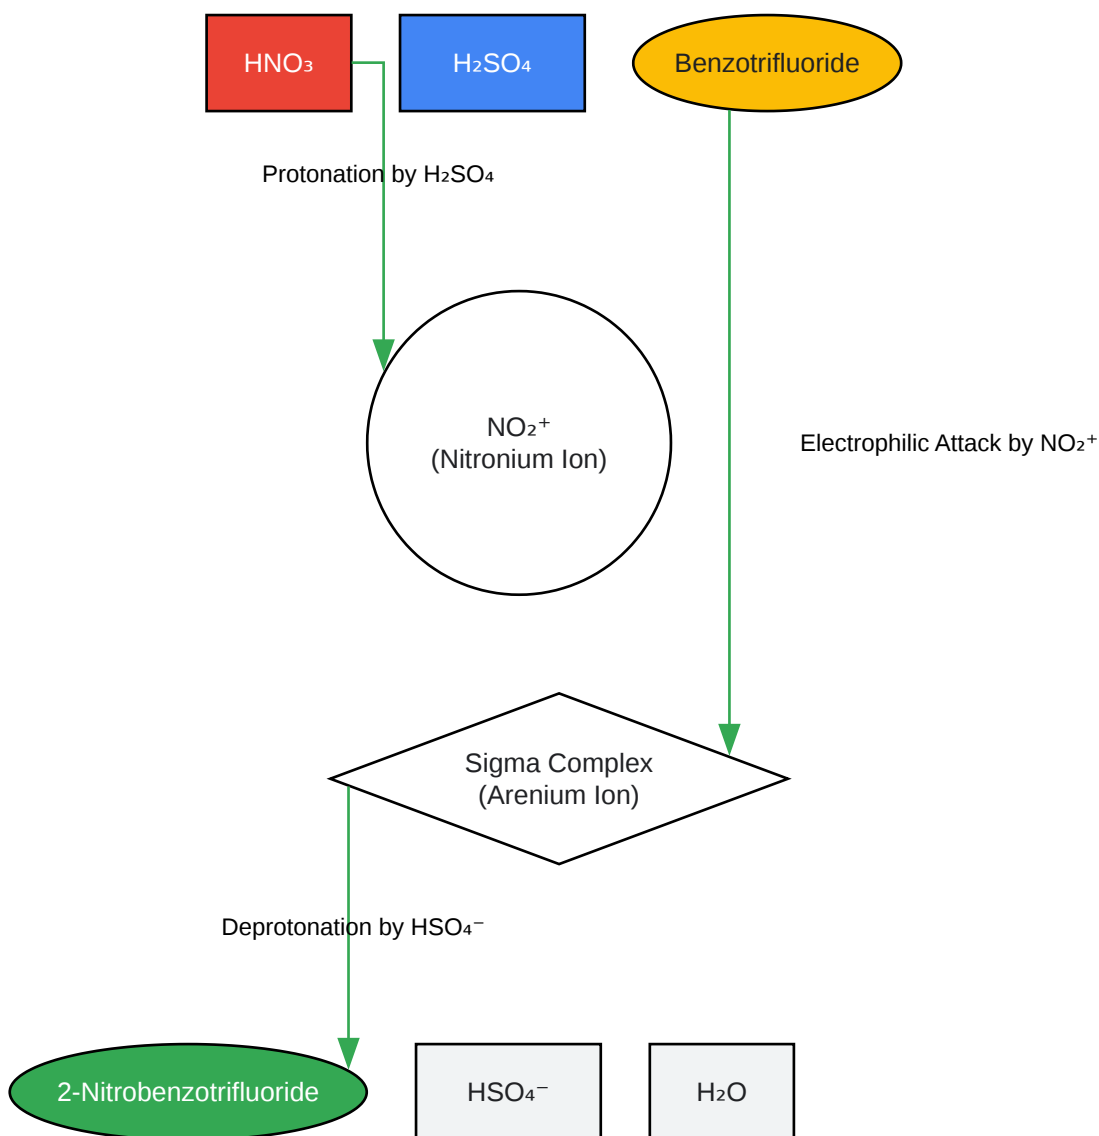 HNO₃
H₂SO₄
Benzotrifluoride
Protonation by H₂SO₄
NO₂⁺
(Nitronium Ion)
Electrophilic Attack by NO₂⁺
Sigma Complex
(Arenium Ion)
Deprotonation by HSO₄⁻
2-Nitrobenzotrifluoride
HSO₄⁻
H₂O